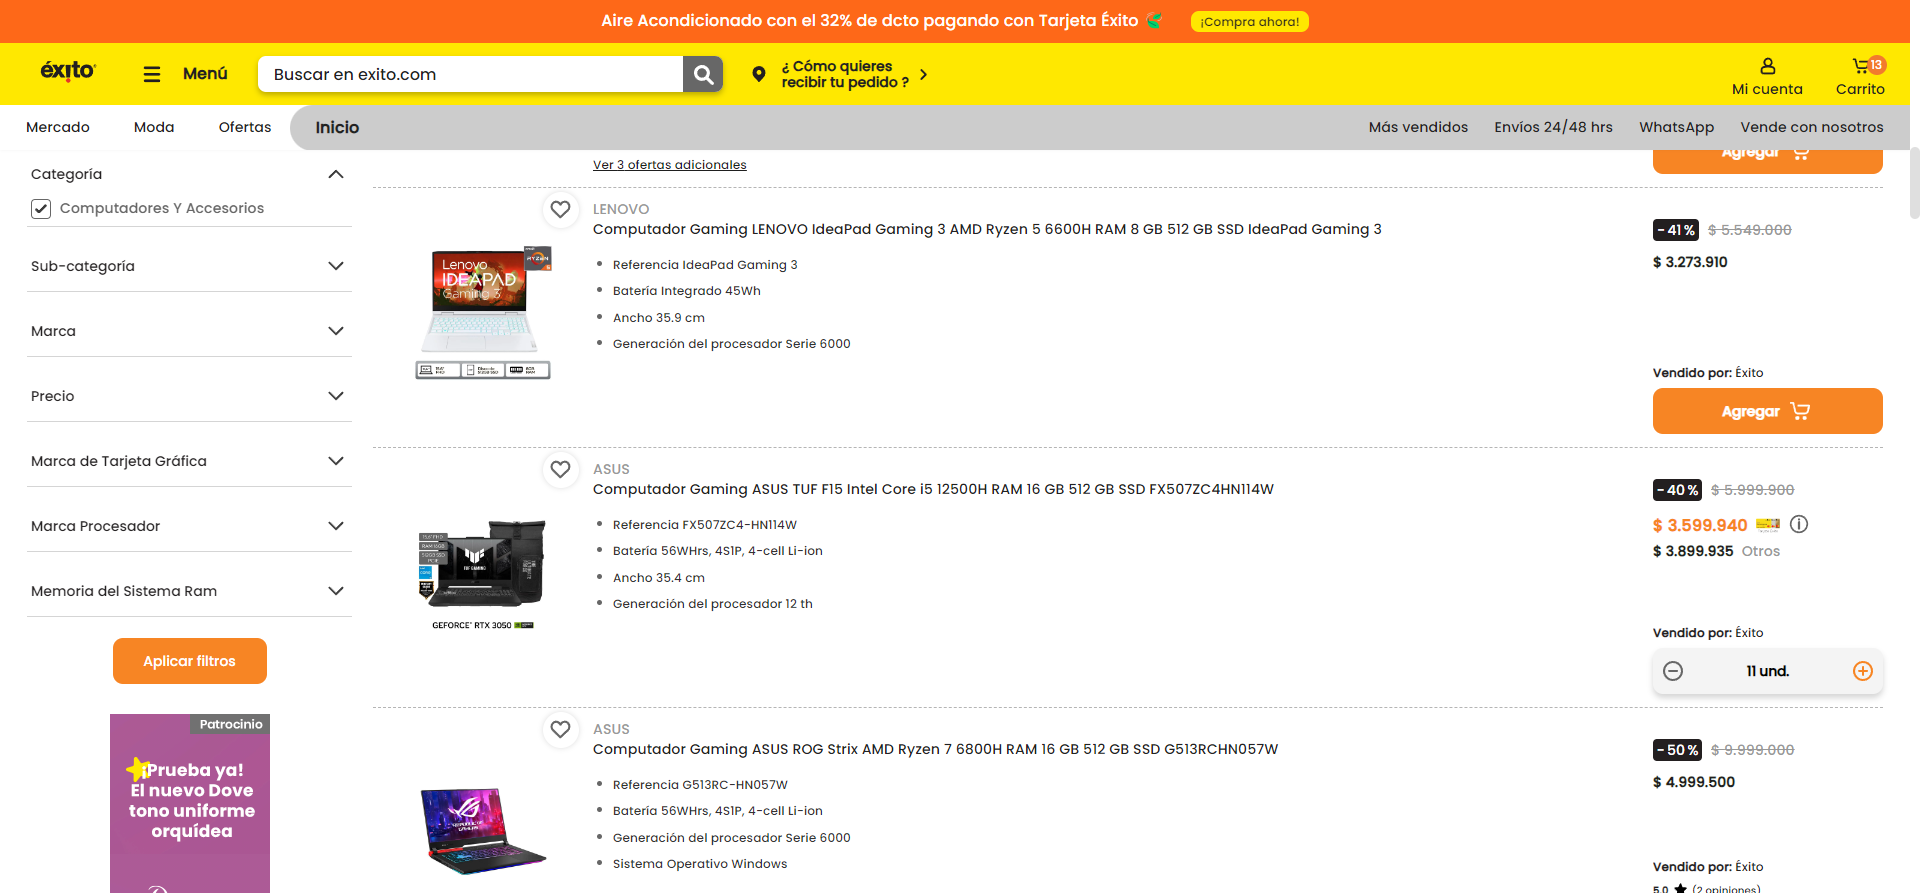 Aire Acondicionado con el 32% de dcto pagando con Tarjeta Éxito
¡Compra ahora!
éxito
Menú
Buscar en exito.com
¿ Cómo quieres
recibir tu pedido ?
Mi cuenta
13
Carrito
Mercado
Moda
Ofertas
Inicio
Más vendidos
Envíos 24/48 hrs
WhatsApp
Vende con nosotros
Categoría
Computadores Y Accesorios
Sub-categoría
Marca
Precio
Marca de Tarjeta Gráfica
Marca Procesador
Memoria del Sistema Ram
Aplicar filtros
Patrocinio
¡Prueba ya!
El nuevo Dove
tono uniforme
orquídea
Ver 3 ofertas adicionales
Agregar
LENOVO
Computador Gaming LENOVO IdeaPad Gaming 3 AMD Ryzen 5 6600H RAM 8 GB 512 GB SSD IdeaPad Gaming 3
Lenovo
IDEAPAD
Gaming 3
RYZEN
Referencia IdeaPad Gaming 3
Batería Integrado 45Wh
Ancho 35.9 cm
Generación del procesador Serie 6000
- 41 % $ 5.549.000
$ 3.273.910
Vendido por: Éxito
Agregar
ASUS
Computador Gaming ASUS TUF F15 Intel Core i5 12500H RAM 16 GB 512 GB SSD FX507ZC4HN114W
TUF GAMING
GEFORCE RTX 3050
Referencia FX507ZC4-HN114W
Batería 56WHrs, 4S1P, 4-cell Li-ion
Ancho 35.4 cm
Generación del procesador 12 th
- 40 % $ 5.999.900
$ 3.599.940
$ 3.899.935 Otros
Vendido por: Éxito
11 und.
ASUS
Computador Gaming ASUS ROG Strix AMD Ryzen 7 6800H RAM 16 GB 512 GB SSD G513RCHN057W
Referencia G513RC-HN057W
Batería 56WHrs, 4S1P, 4-cell Li-ion
Generación del procesador Serie 6000
Sistema Operativo Windows
- 50 % $ 9.999.000
$ 4.999.500
Vendido por: Éxito
5.0 (2 opiniones)